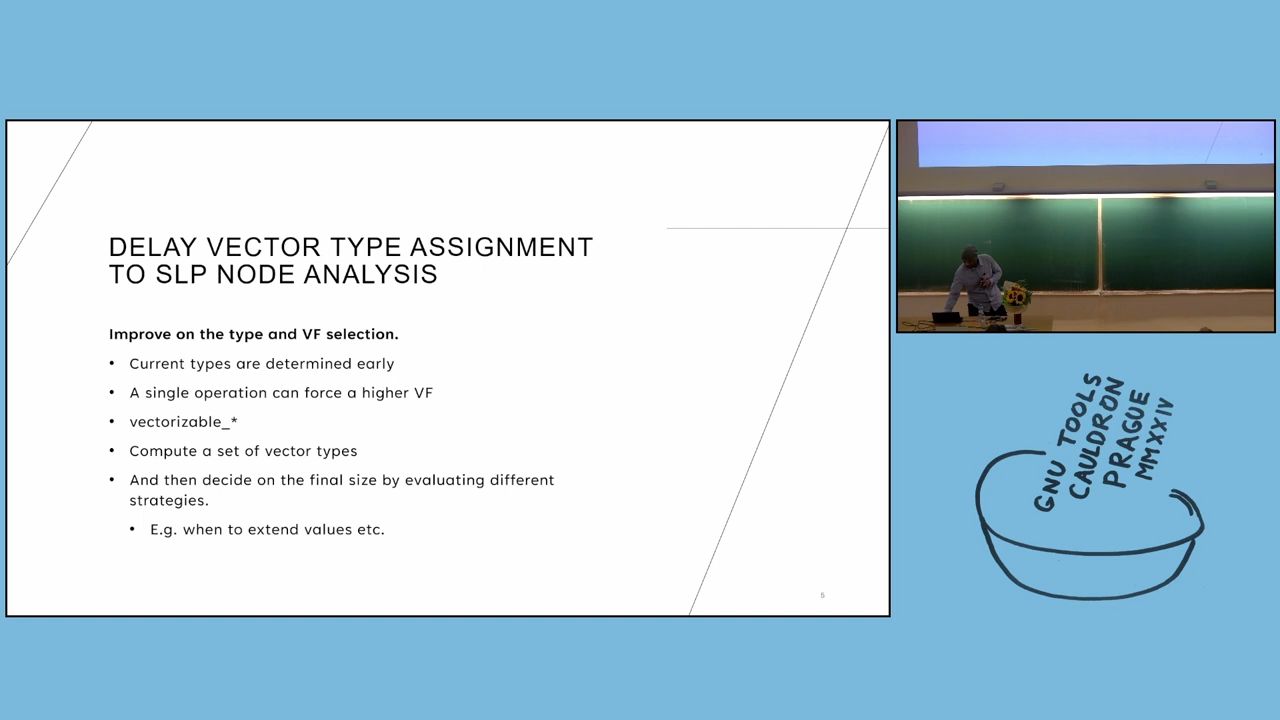 DELAY VECTOR TYPE ASSIGNMENT
TO SLP NODE ANALYSIS
Improve on the type and VF selection.
• Current types are determined early
• A single operation can force a higher VF
• vectorizable_*
• Compute a set of vector types
• And then decide on the final size by evaluating different
strategies.
• E.g. when to extend values etc.
5
GNU TOOLS
CAULDRON
PRAGUE
MMXXIV